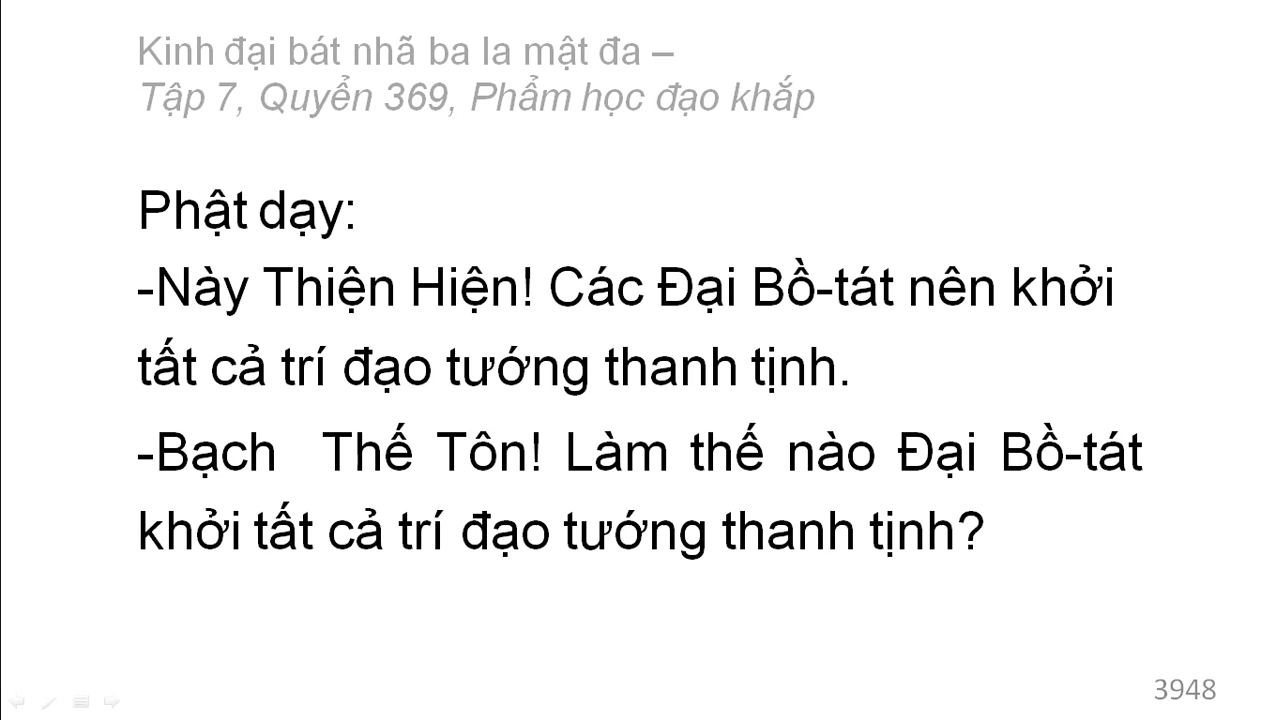 Kinh đại bát nhã ba la mật đa –
Tập 7, Quyển 369, Phẩm học đạo khắp
Phật dạy:
-Này Thiện Hiện! Các Đại Bồ-tát nên khởi
tất cả trí đạo tướng thanh tịnh.
-Bạch Thế Tôn! Làm thế nào Đại Bồ-tát
khởi tất cả trí đạo tướng thanh tịnh?
3948